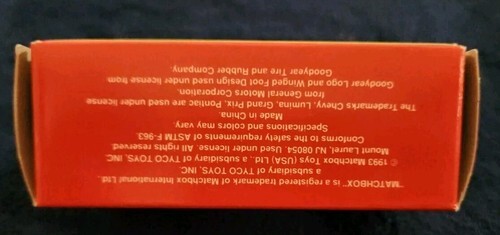 "MATCHBOX" is a registered trademark of Matchbox International Ltd.,
a subsidiary of TYCO TOYS, INC.
© 1993 Matchbox Toys (USA) Ltd., a subsidiary of TYCO TOYS, INC.
Mount Laurel, NJ 08054. Used under license. All rights reserved.
Conforms to the safety requirements of ASTM F-963.
Specifications and colors may vary.
Made in China.
The Trademarks Chevy, Lumina, Grand Prix, Pontiac are used under license
from General Motors Corporation.
Goodyear and Winged Foot Design and Logo used under license from
Goodyear Tire and Rubber Company.